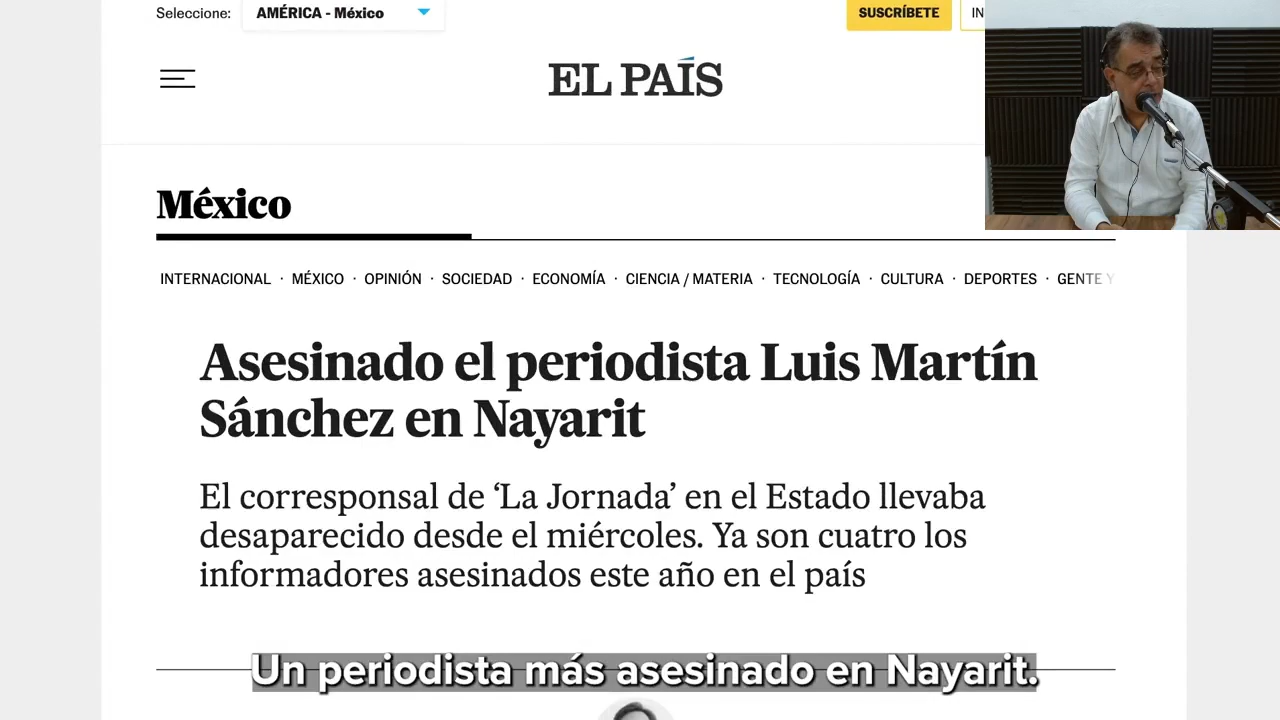 Seleccione: AMÉRICA - México SUSCRÍBETE IN
EL PAÍS
México
INTERNACIONAL · MÉXICO · OPINIÓN · SOCIEDAD · ECONOMÍA · CIENCIA / MATERIA · TECNOLOGÍA · CULTURA · DEPORTES · GENTE Y
Asesinado el periodista Luis Martín
Sánchez en Nayarit
El corresponsal de ‘La Jornada’ en el Estado llevaba
desaparecido desde el miércoles. Ya son cuatro los
informadores asesinados este año en el país
Un periodista más asesinado en Nayarit.